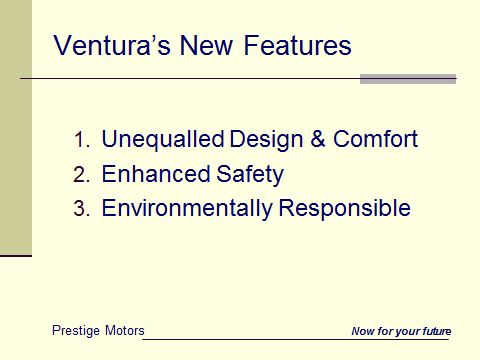 Ventura's New Features
1. Unequalled Design & Comfort
2. Enhanced Safety
3. Environmentally Responsible
Prestige Motors
Now for your future